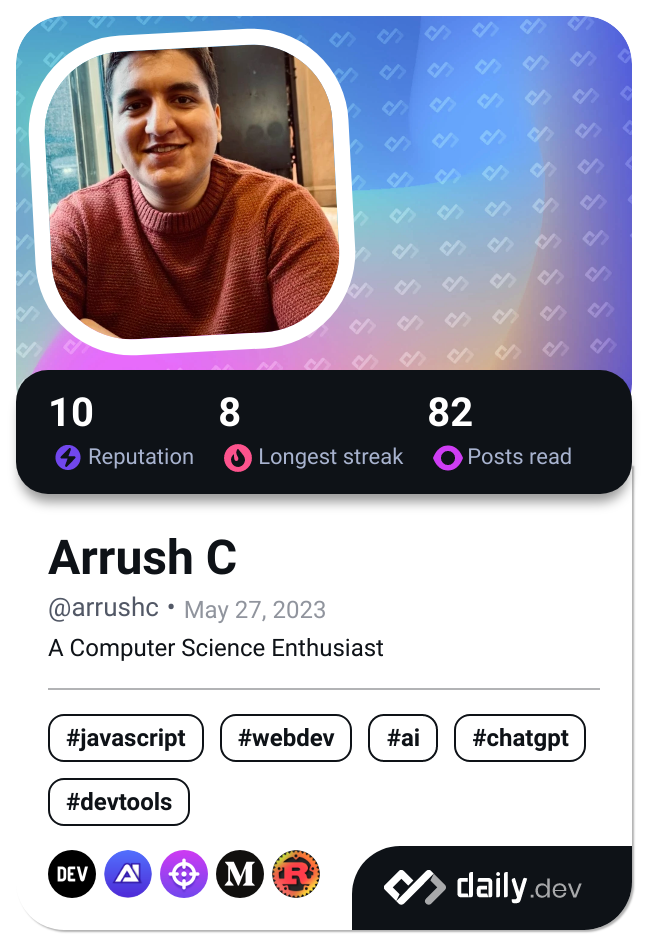 10 8 82
Reputation Longest streak Posts read
Arrush C
@arrushc • May 27, 2023
A Computer Science Enthusiast
#javascript #webdev #ai #chatgpt
#devtools
DEV AI M R daily.dev